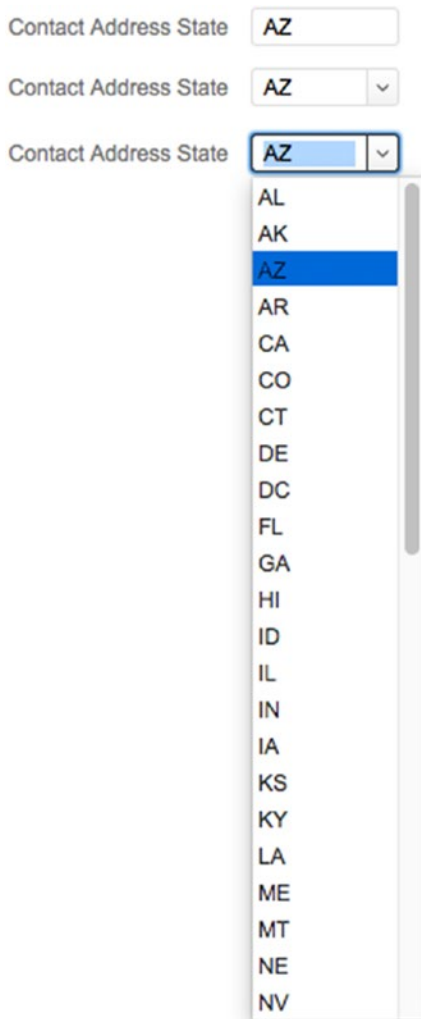 Contact Address State AZ
Contact Address State AZ
Contact Address State AZ
AL
AK
AZ
AR
CA
CO
CT
DE
DC
FL
GA
HI
ID
IL
IN
IA
KS
KY
LA
ME
MT
NE
NV